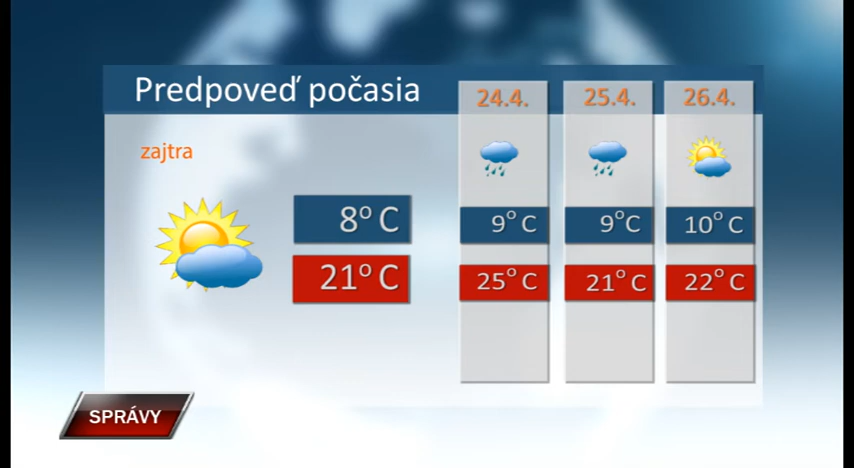 Predpoveď počasia
zajtra
8° C
21° C
24.4.
9° C
25° C
25.4.
9°C
21° C
26.4.
10° C
22° C
SPRÁVY